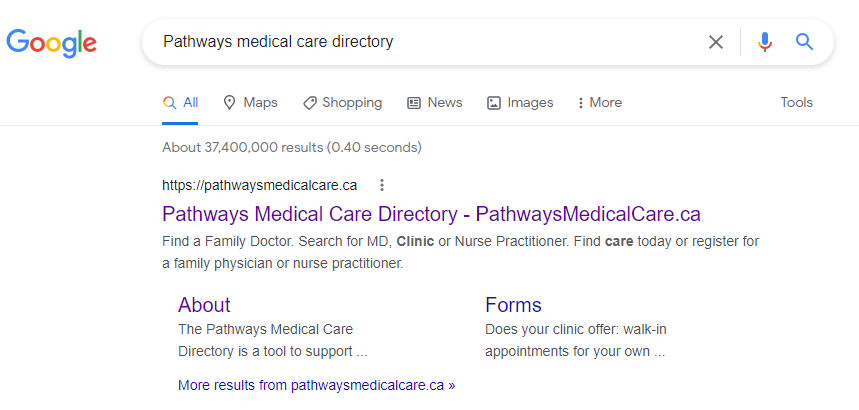 Google
Pathways medical care directory
All Maps Shopping News Images More Tools
About 37,400,000 results (0.40 seconds)
https://pathwaysmedicalcare.ca
Pathways Medical Care Directory - PathwaysMedicalCare.ca
Find a Family Doctor. Search for MD, Clinic or Nurse Practitioner. Find care today or register for
a family physician or nurse practitioner.
About
The Pathways Medical Care
Directory is a tool to support ...
Forms
Does your clinic offer: walk-in
appointments for your own ...
More results from pathwaysmedicalcare.ca »